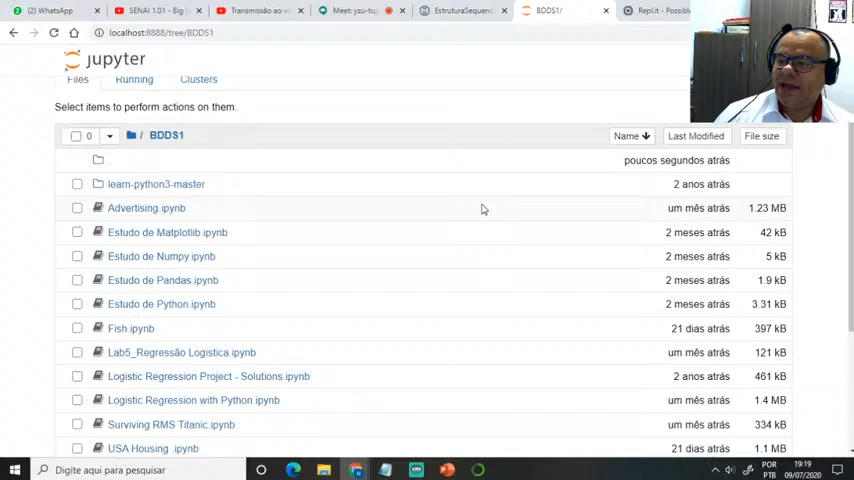 WhatsApp
SENAI 1.01 - Big
Transmissão ao vi
Meet: yzu-tup
EstruturaSequenc
BDDS1/
Repl.it - Possible
localhost:8888/tree/BDDS1
jupyter
Files Running Clusters
Select items to perform actions on them.
0 / BDDS1 Name Last Modified File size
poucos segundos atrás
learn-python3-master 2 anos atrás
Advertising.ipynb um mês atrás 1.23 MB
Estudo de Matplotlib.ipynb 2 meses atrás 42 kB
Estudo de Numpy.ipynb 2 meses atrás 5 kB
Estudo de Pandas.ipynb 2 meses atrás 1.9 kB
Estudo de Python.ipynb 2 meses atrás 3.31 kB
Fish.ipynb 21 dias atrás 397 kB
Lab5_Regressão Logistica.ipynb um mês atrás 121 kB
Logistic Regression Project - Solutions.ipynb 2 anos atrás 461 kB
Logistic Regression with Python.ipynb um mês atrás 1.4 MB
Surviving RMS Titanic.ipynb um mês atrás 334 kB
USA Housing .ipynb 21 dias atrás 1.1 MB
Digite aqui para pesquisar
POR 19:19
PTB 09/07/2020